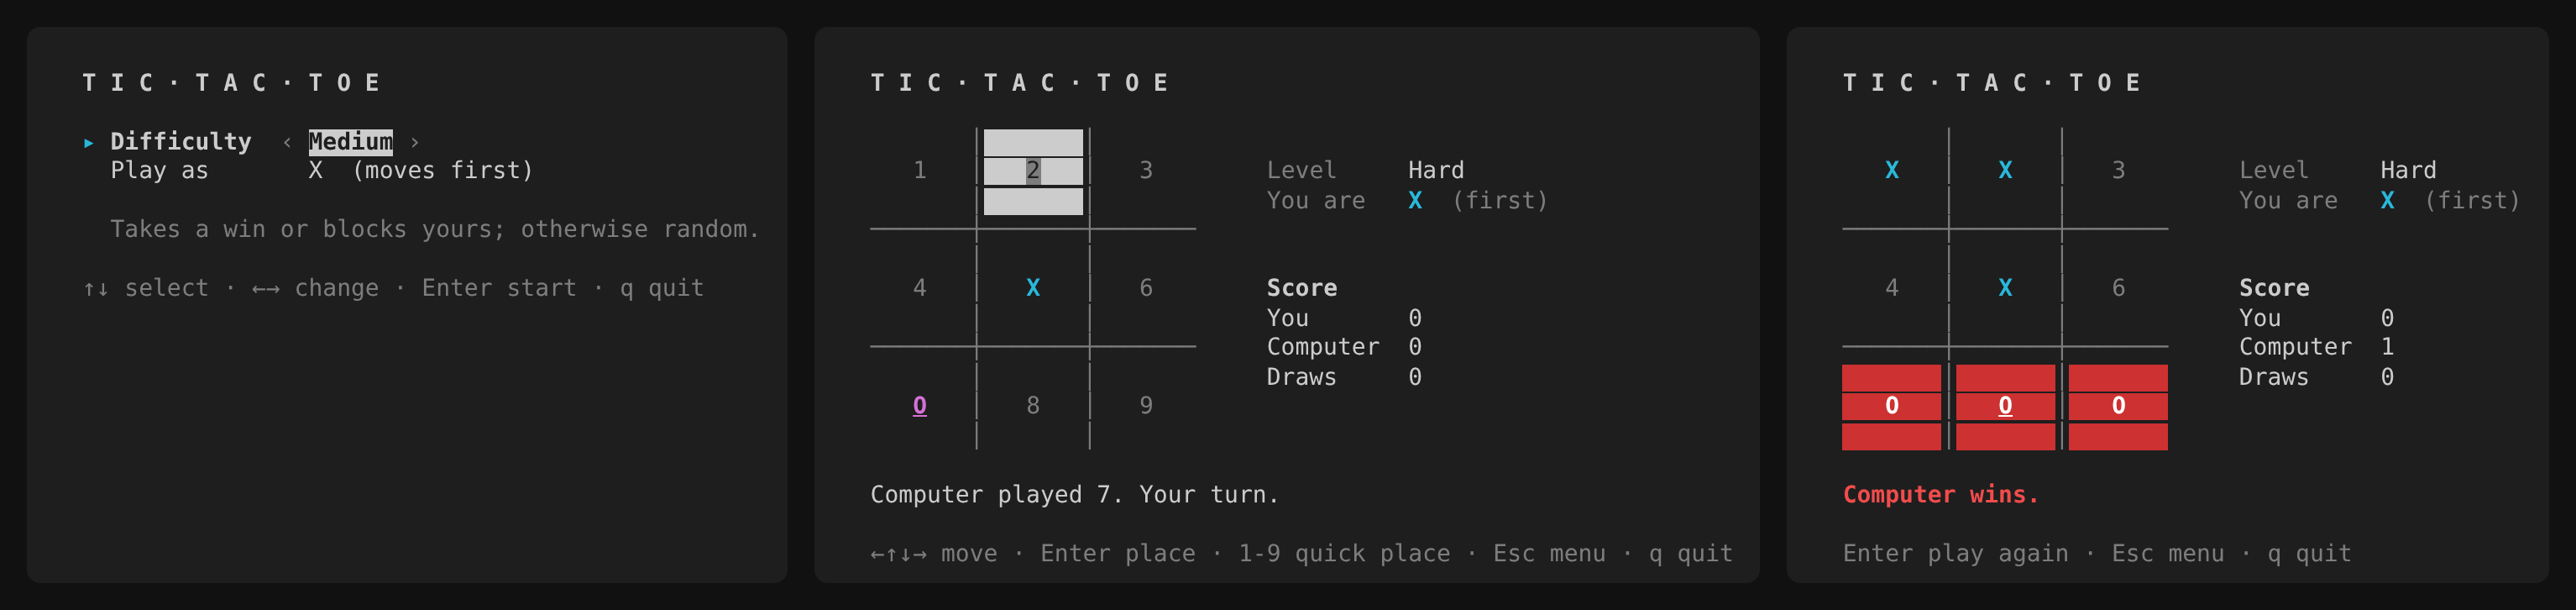 T I C · T A C · T O E
▸ Difficulty ‹ Medium ›
Play as X (moves first)
Takes a win or blocks yours; otherwise random.
↑↓ select · ←→ change · Enter start · q quit
T I C · T A C · T O E
1 2 3
4 X 6
O 8 9
Level Hard
You are X (first)
Score
You 0
Computer 0
Draws 0
Computer played 7. Your turn.
←↑↓→ move · Enter place · 1-9 quick place · Esc menu · q quit
T I C · T A C · T O E
X X 3
4 X 6
O O O
Level Hard
You are X (first)
Score
You 0
Computer 1
Draws 0
Computer wins.
Enter play again · Esc menu · q quit